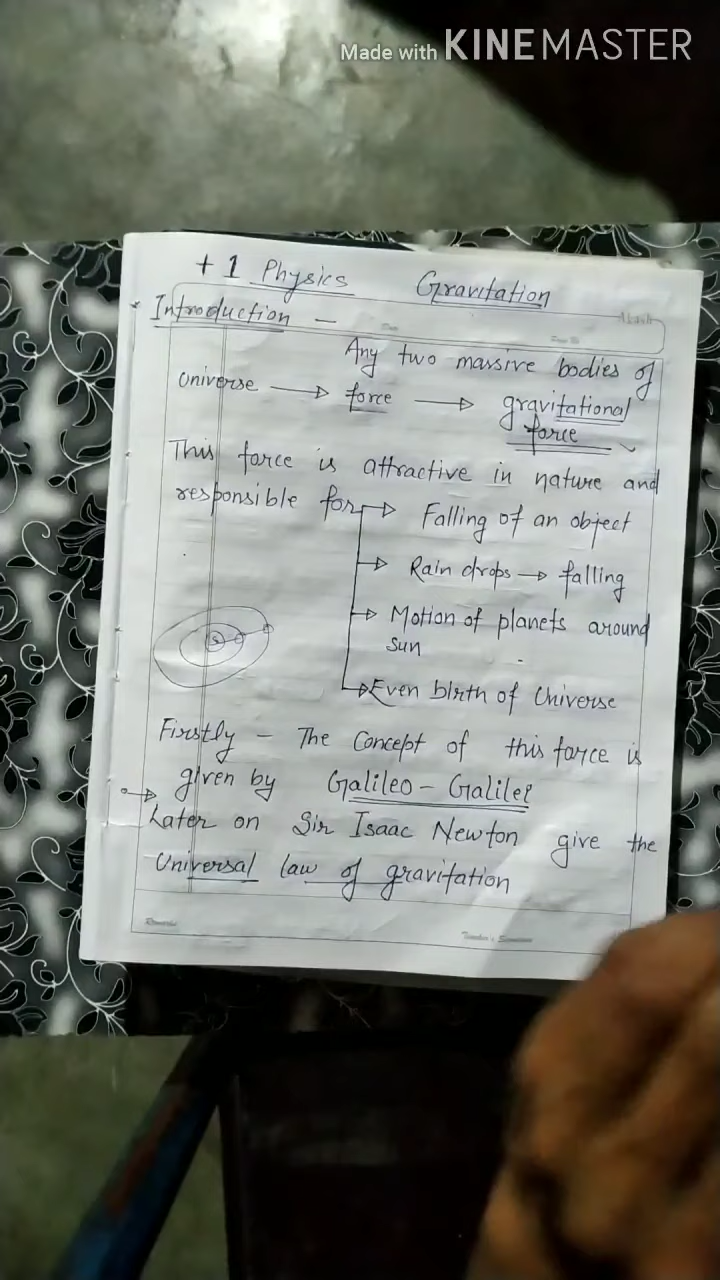 Made with KINEMASTER
+1 Physics Gravitation
Introduction —
Any two massive bodies of
Universe → force → gravitational
force
This force is attractive in nature and
responsible for → Falling of an object
→ Rain drops → falling
→ Motion of planets around
Sun
S
→ Even birth of Universe
Firstly – The Concept of this force is
given by Galileo – Galilei
→ Later on Sir Isaac Newton give the
Universal law of gravitation